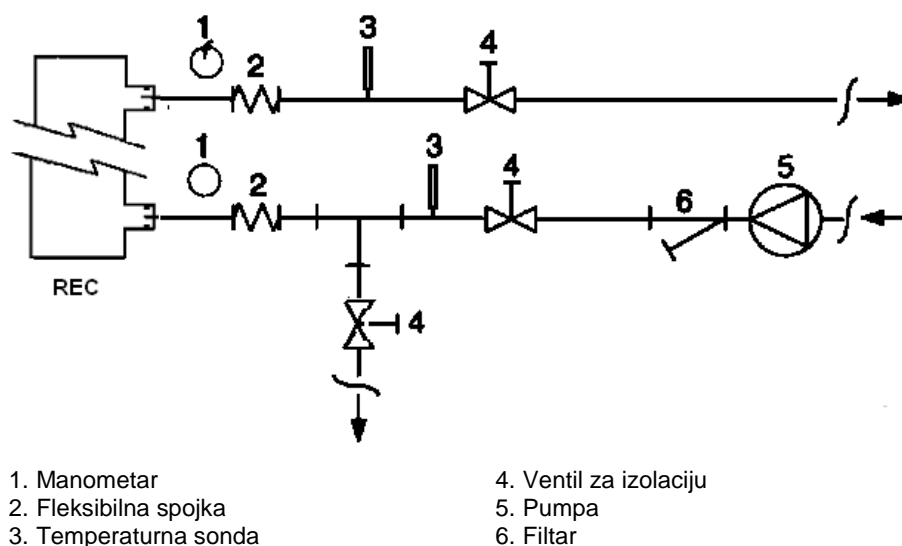 1
3
4
2
1
3
4
5
2
6
REC
4
1. Manometar
2. Fleksibilna spojka
3. Temperaturna sonda
4. Ventil za izolaciju
5. Pumpa
6. Filtar